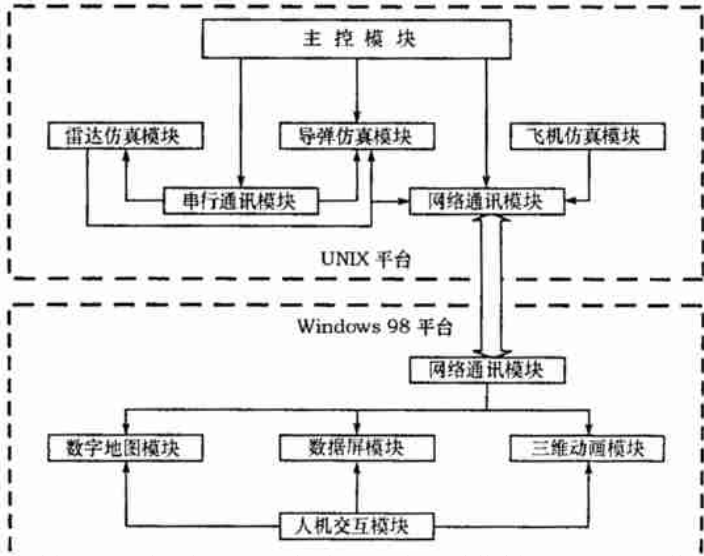 主控模块
雷达仿真模块
导弹仿真模块
飞机仿真模块
串行通讯模块
网络通讯模块
UNIX 平台
Windows 98 平台
网络通讯模块
数字地图模块
数据屏模块
三维动画模块
人机交互模块